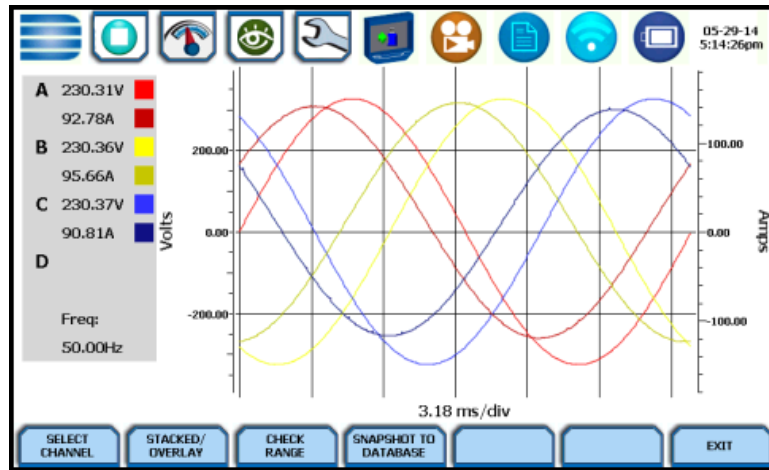 05-29-14
5:14:26pm
A 230.31V
92.78A
B 230.36V
95.66A
C 230.37V
90.81A
D
Freq:
50.00Hz
Volts
200.00
0.00
-200.00
Amps
100.00
0.00
-100.00
3.18 ms/div
SELECT CHANNEL
STACKED/ OVERLAY
CHECK RANGE
SNAPSHOT TO DATABASE
EXIT